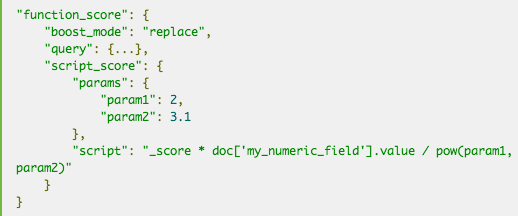 "function_score": {
    "boost_mode": "replace",
    "query": {...},
    "script_score": {
        "params": {
            "param1": 2,
            "param2": 3.1
        },
        "script": "_score * doc['my_numeric_field'].value / pow(param1,
param2)"
    }
}